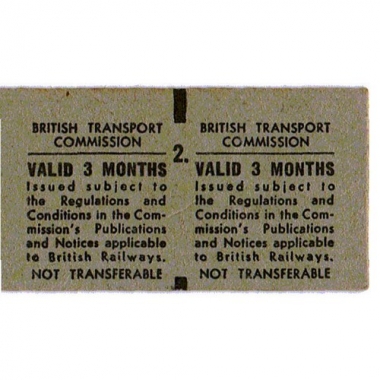 BRITISH TRANSPORT
COMMISSION
VALID 3 MONTHS
Issued subject to
the Regulations and
Conditions in the Com-
mission's Publications
and Notices applicable
to British Railways.
NOT TRANSFERABLE
2.
BRITISH TRANSPORT
COMMISSION
VALID 3 MONTHS
Issued subject to
the Regulations and
Conditions in the Com-
mission's Publications
and Notices applicable
to British Railways.
NOT TRANSFERABLE